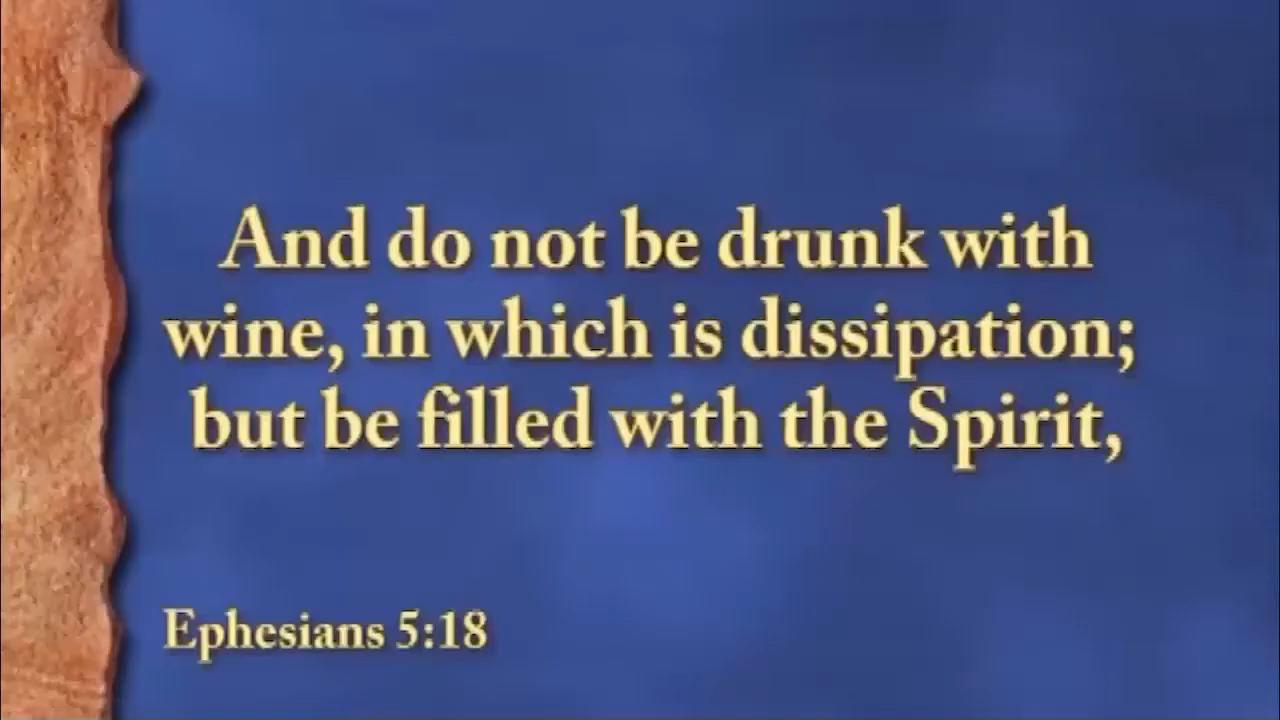 And do not be drunk with
wine, in which is dissipation;
but be filled with the Spirit,
Ephesians 5:18